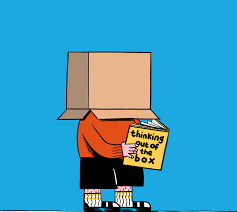 thinking
out of
the
box